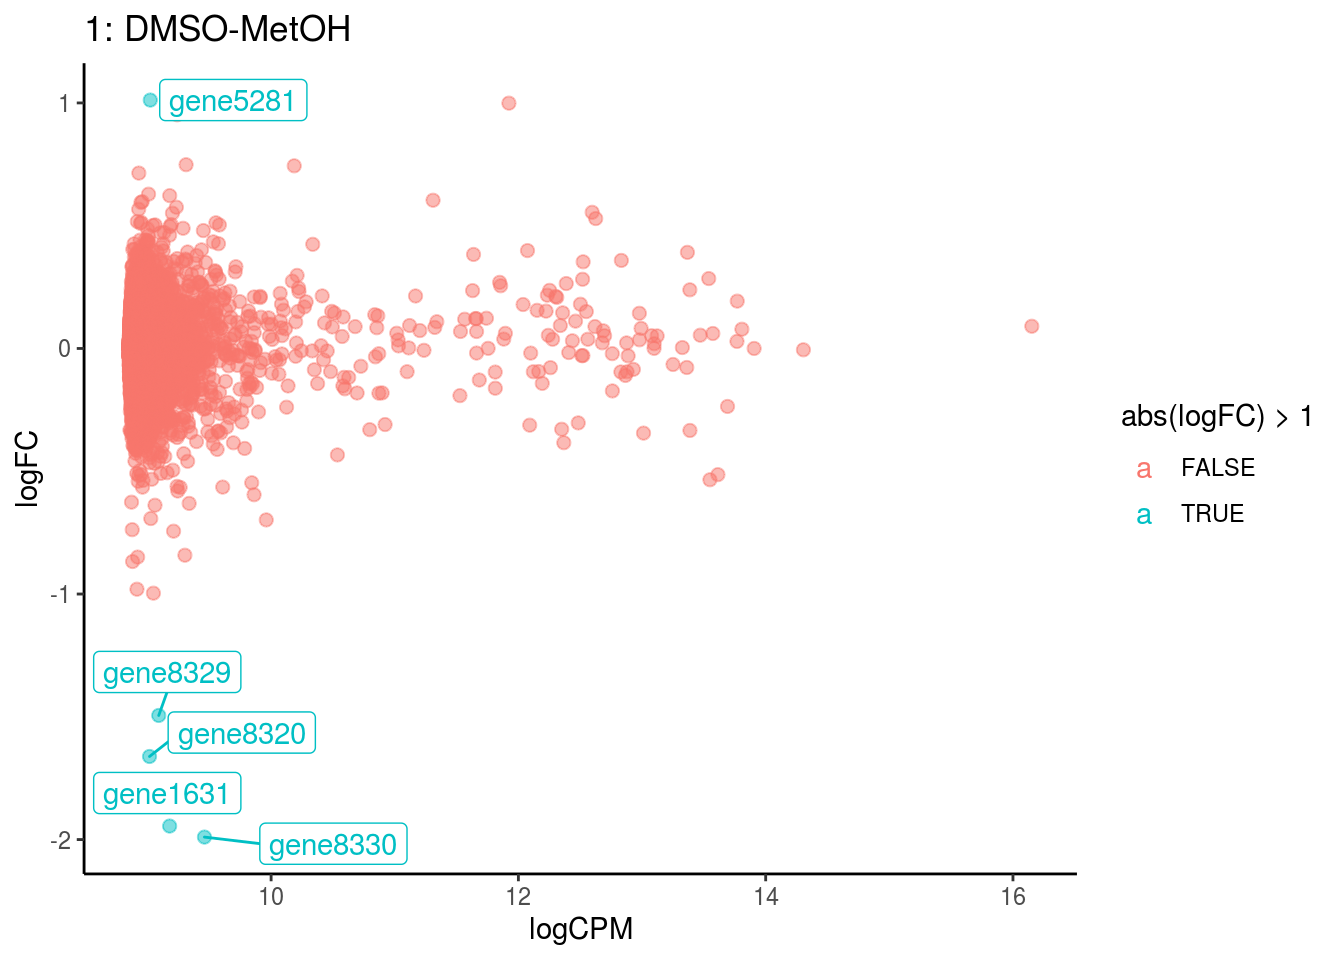 1: DMSO-MetOH
gene5281
1
0
-1
-2
logFC
gene8329
gene8320
gene1631
gene8330
10
12
14
16
logCPM
abs(logFC) > 1
a FALSE
a TRUE